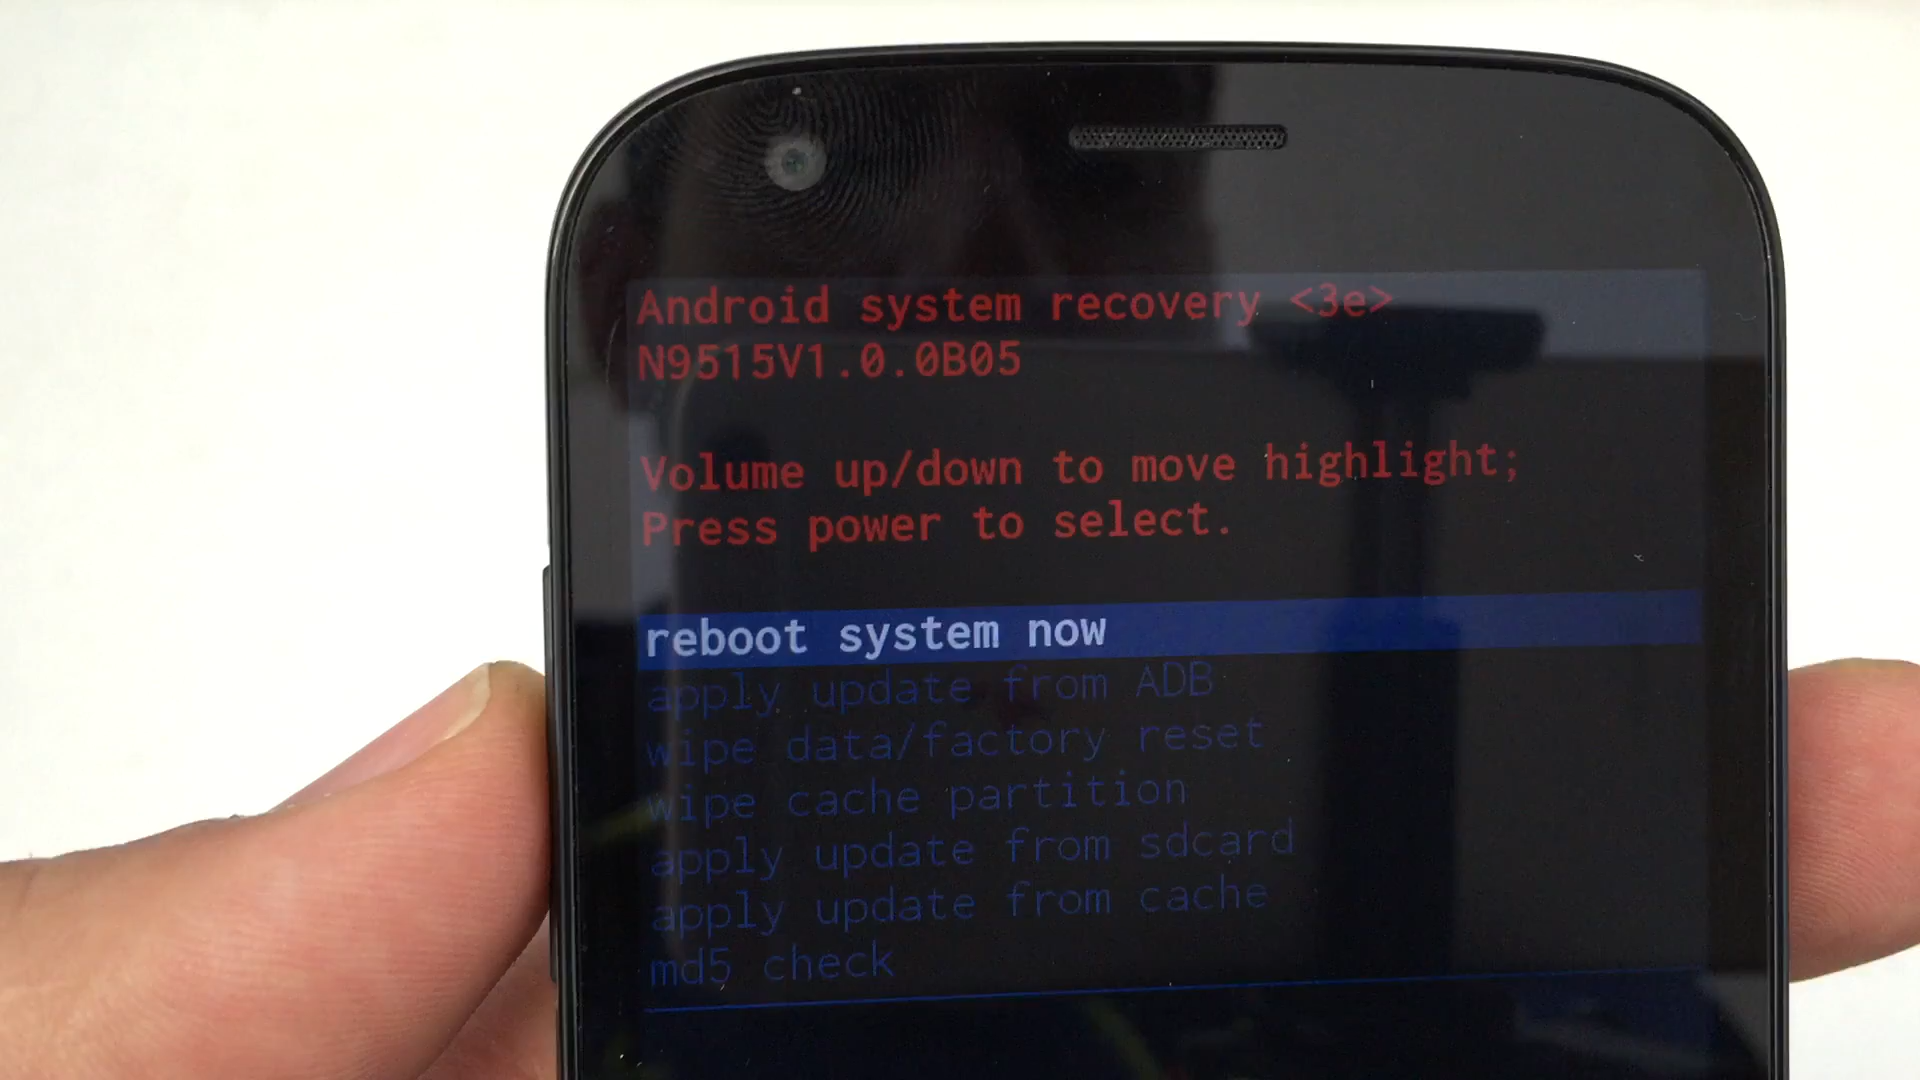 Android system recovery <3e>
N9515V1.0.0B05
Volume up/down to move highlight;
Press power to select.
reboot system now
apply update from ADB
wipe data/factory reset
wipe cache partition
apply update from sdcard
apply update from cache
md5 check